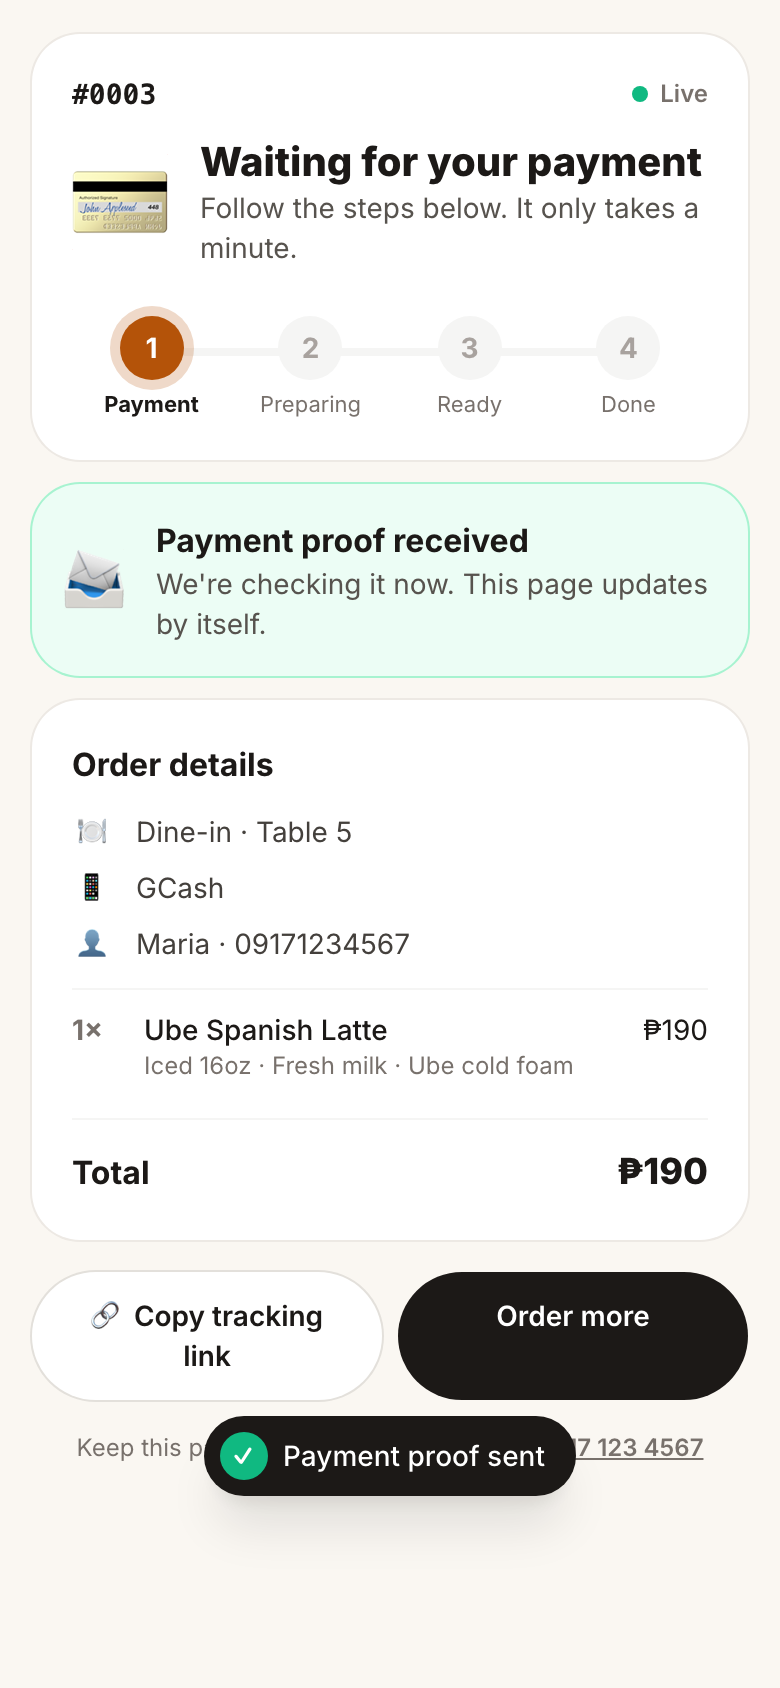 #0003
Live
Waiting for your payment
Follow the steps below. It only takes a
minute.
1
2
3
4
Payment
Preparing
Ready
Done
Payment proof received
We're checking it now. This page updates
by itself.
Order details
Dine-in · Table 5
GCash
Maria · 09171234567
1× Ube Spanish Latte ₱190
Iced 16oz · Fresh milk · Ube cold foam
Total ₱190
Copy tracking
link
Order more
Keep this
7 123 4567
Payment proof sent